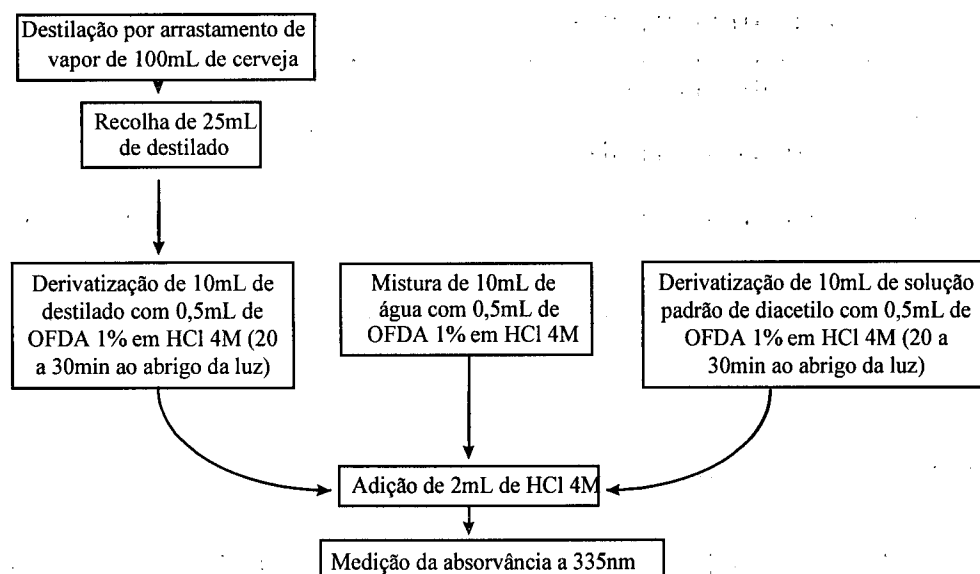 Destilação por arrastamento de
vapor de 100mL de cerveja
Recolha de 25mL
de destilado
Derivatização de 10mL de
destilado com 0,5mL de
OFDA 1% em HCl 4M (20
a 30min ao abrigo da luz)
Mistura de 10mL de
água com 0,5mL de
OFDA 1% em HCl 4M
Derivatização de 10mL de solução
padrão de diacetilo com 0,5mL de
OFDA 1% em HCl 4M (20 a
30min ao abrigo da luz)
Adição de 2mL de HCl 4M
Medição da absorvância a 335nm